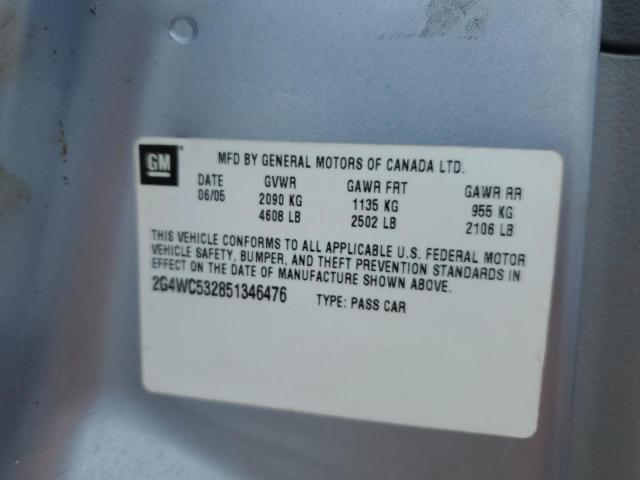 GM MFD BY GENERAL MOTORS OF CANADA LTD.
DATE GVWR GAWR FRT GAWR RR
06/05 2090 KG 1135 KG 955 KG
4608 LB 2502 LB 2106 LB
THIS VEHICLE CONFORMS TO ALL APPLICABLE U.S. FEDERAL MOTOR
VEHICLE SAFETY, BUMPER, AND THEFT PREVENTION STANDARDS IN
EFFECT ON THE DATE OF MANUFACTURE SHOWN ABOVE.
2G4WC532851346476 TYPE: PASS CAR